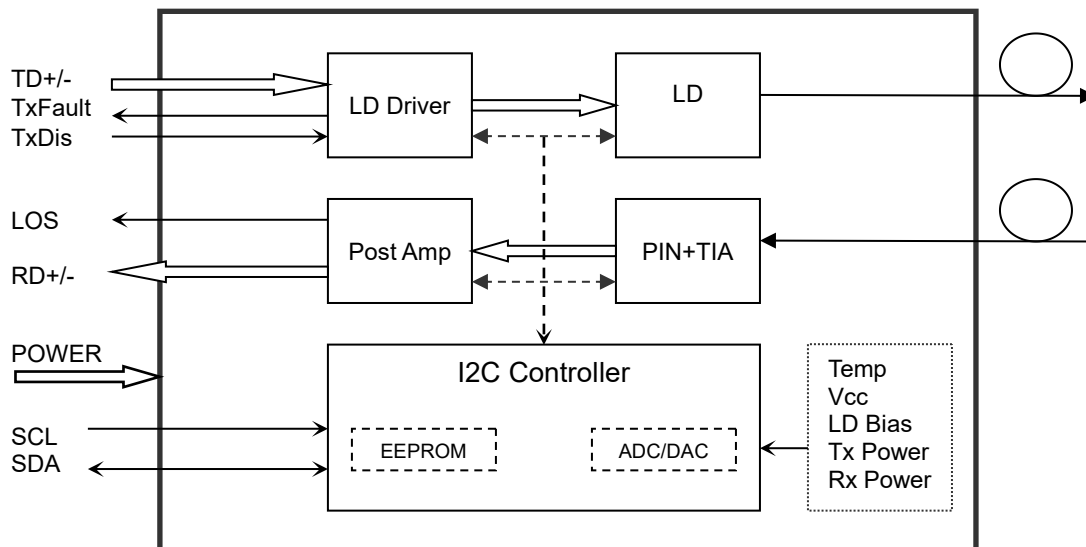 TD+/-
TxFault
TxDis
LD Driver
LD
LOS
RD+/-
Post Amp
PIN+TIA
POWER
I2C Controller
SCL
SDA
EEPROM
ADC/DAC
Temp
Vcc
LD Bias
Tx Power
Rx Power